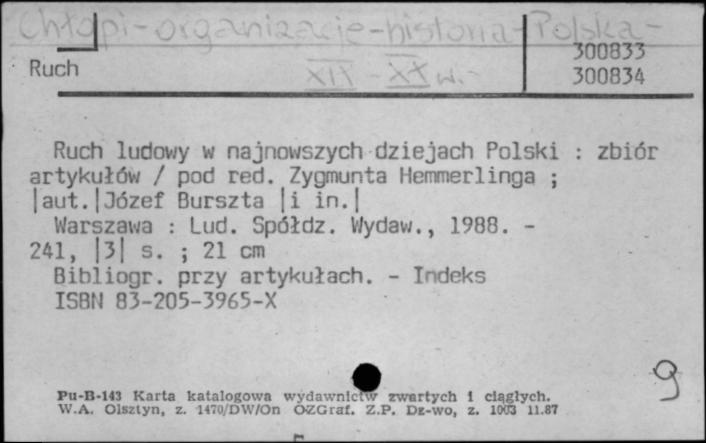 Chłopi-organizacje-historia-Polska-
300833
Ruch XIX XX w.-
300834
Ruch ludowy w najnowszych dziejach Polski : zbiór
artykułów / pod red. Zygmunta Hemmerlinga ;
|aut.|Józef Burszta |i in.|
Warszawa : Lud. Spółdz. Wydaw., 1988. -
241, |3| s. ; 21 cm
Bibliogr. przy artykułach. - Indeks
ISBN 83-205-3965-X
9
Pu-B-143 Karta katalogowa wydawnictw zwartych i ciągłych.
W.A. Olsztyn, z. 1470/DW/On OZGraf. Z.P. Dz-wo, z. 1003 11.87